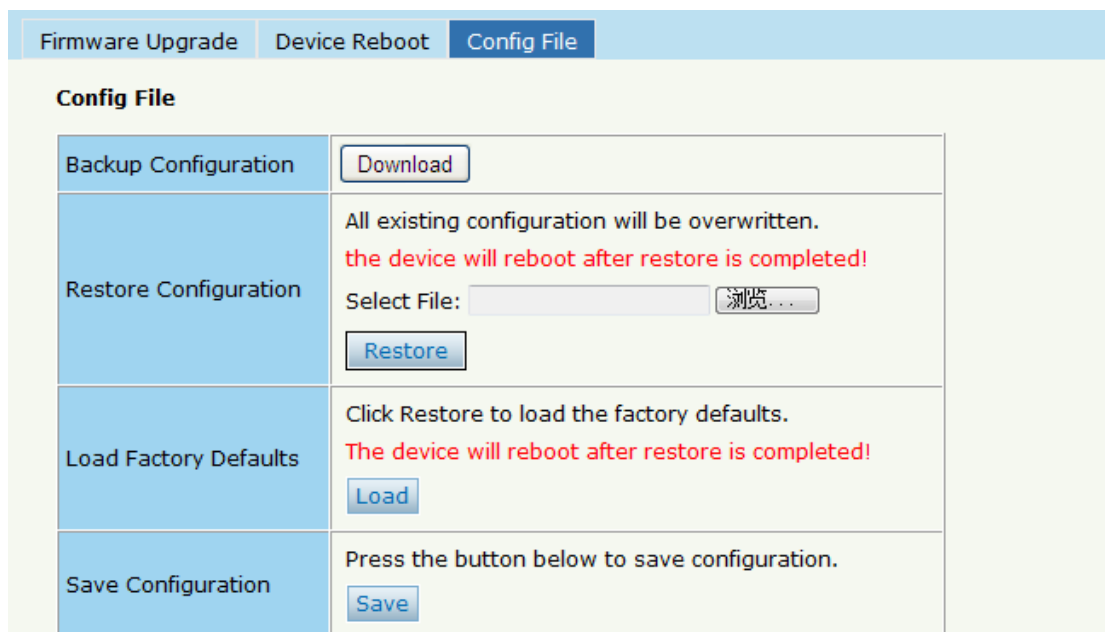 Firmware Upgrade Device Reboot Config File
Config File
Backup Configuration Download
All existing configuration will be overwritten.
the device will reboot after restore is completed!
Restore Configuration
Select File: 浏览...
Restore
Click Restore to load the factory defaults.
Load Factory Defaults
The device will reboot after restore is completed!
Load
Press the button below to save configuration.
Save Configuration
Save